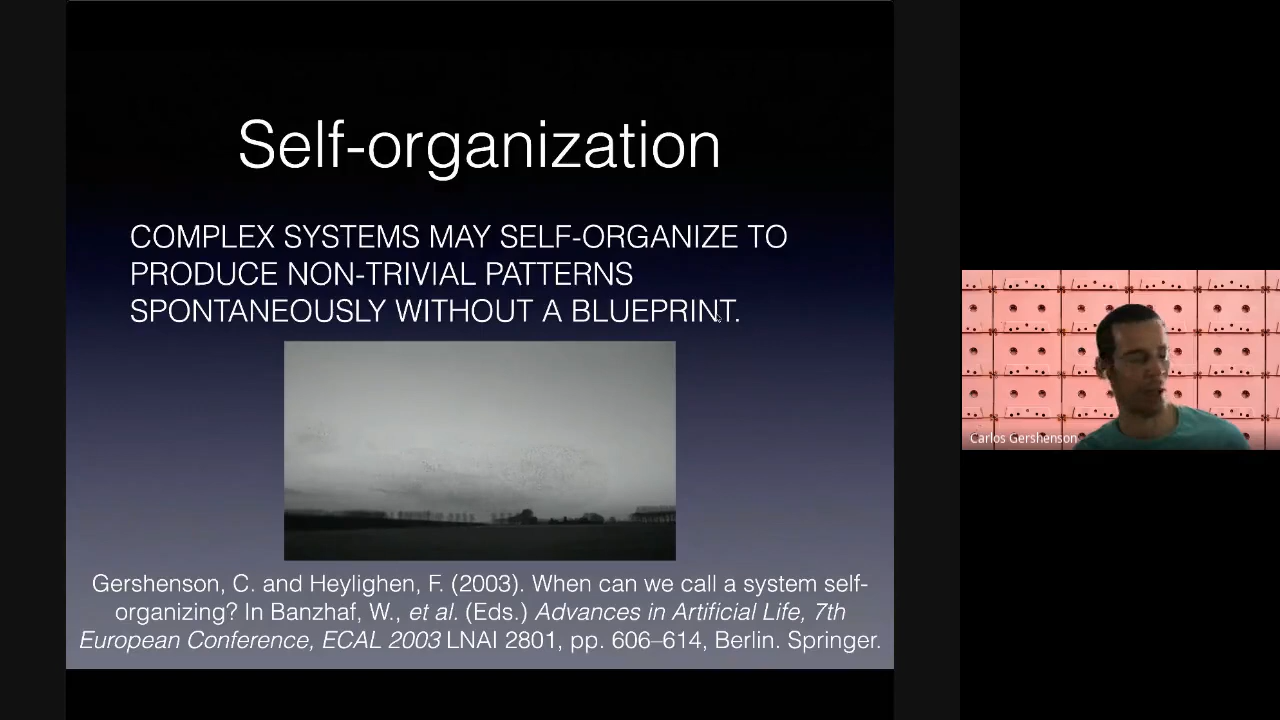 Self-organization
COMPLEX SYSTEMS MAY SELF-ORGANIZE TO
PRODUCE NON-TRIVIAL PATTERNS
SPONTANEOUSLY WITHOUT A BLUEPRINT.
Gershenson, C. and Heylighen, F. (2003). When can we call a system self-
organizing? In Banzhaf, W., et al. (Eds.) Advances in Artificial Life, 7th
European Conference, ECAL 2003 LNAI 2801, pp. 606–614, Berlin. Springer.
Carlos Gershenson